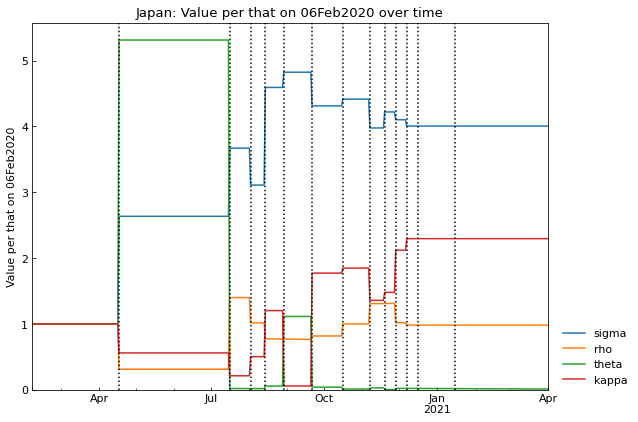 Japan: Value per that on 06Feb2020 over time
Value per that on 06Feb2020
5
4
3
2
1
0
Apr
Jul
Oct
Jan
2021
Apr
sigma
rho
theta
kappa